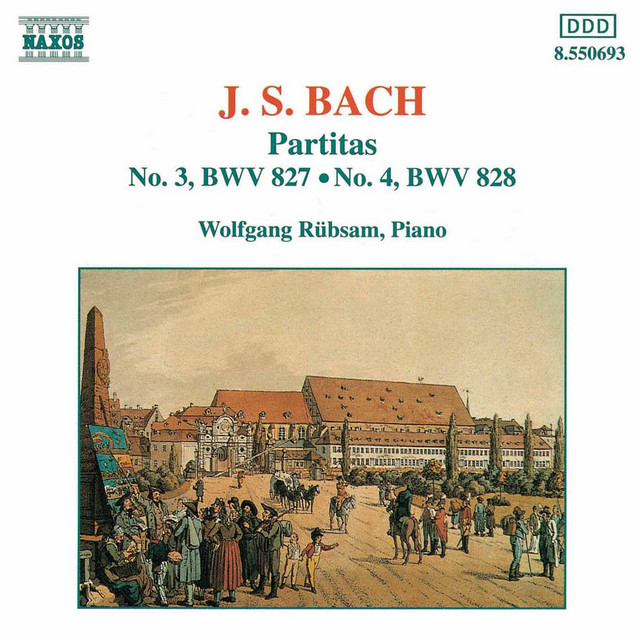 NAXOS
DDD
8.550693
J. S. BACH
Partitas
No. 3, BWV 827 • No. 4, BWV 828
Wolfgang Rübsam, Piano